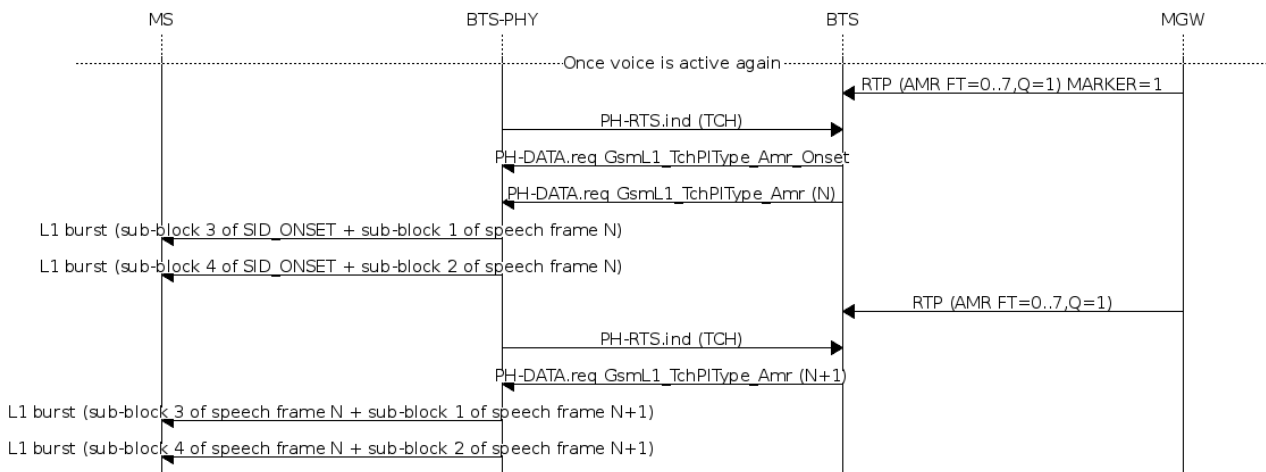 MS BTS-PHY BTS MGW
Once voice is active again
RTP (AMR FT=0..7,Q=1) MARKER=1
PH-RTS.ind (TCH)
PH-DATA.req GsmL1_TchPlType_Amr_Onset
PH-DATA.req GsmL1_TchPlType_Amr (N)
L1 burst (sub-block 3 of SID_ONSET + sub-block 1 of speech frame N)
L1 burst (sub-block 4 of SID_ONSET + sub-block 2 of speech frame N)
RTP (AMR FT=0..7,Q=1)
PH-RTS.ind (TCH)
PH-DATA.req GsmL1_TchPlType_Amr (N+1)
L1 burst (sub-block 3 of speech frame N + sub-block 1 of speech frame N+1)
L1 burst (sub-block 4 of speech frame N + sub-block 2 of speech frame N+1)